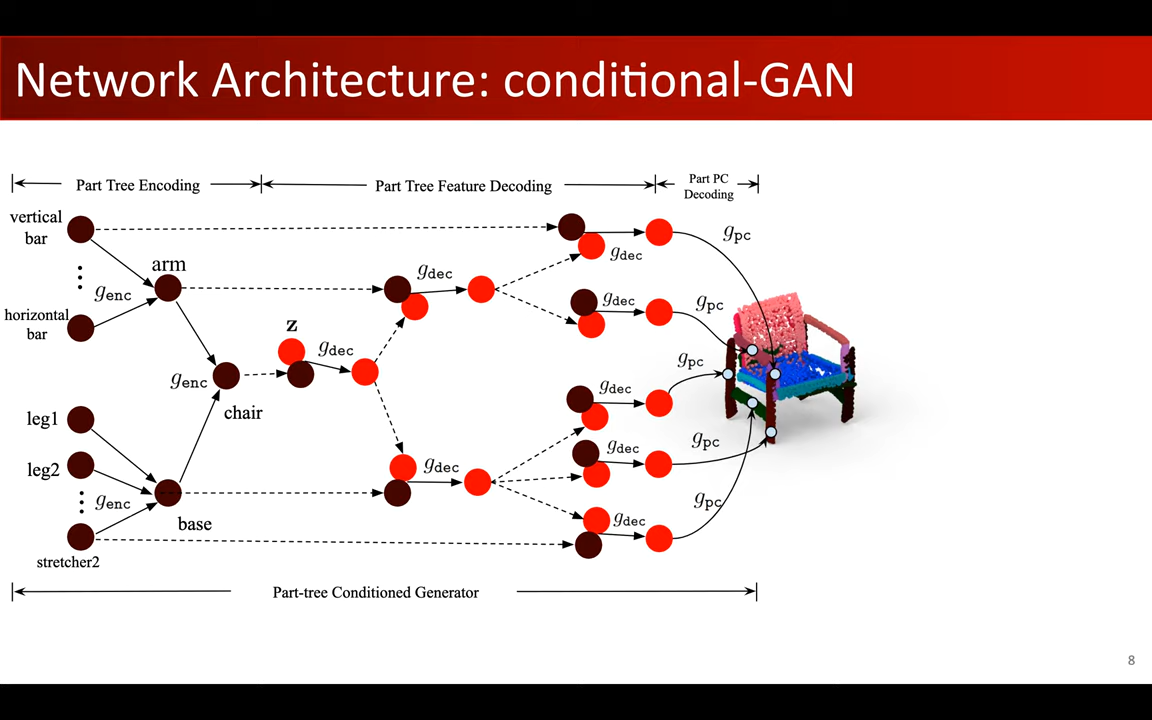 Network Architecture: conditional-GAN
Part Tree Encoding
Part Tree Feature Decoding
Part PC
Decoding
vertical
bar
arm
g_enc
horizontal
bar
g_enc
chair
leg1
leg2
g_enc
base
stretcher2
z
g_dec
g_dec
g_dec
g_dec
g_dec
g_dec
g_dec
g_dec
g_pc
g_pc
g_pc
g_pc
g_pc
Part-tree Conditioned Generator
8